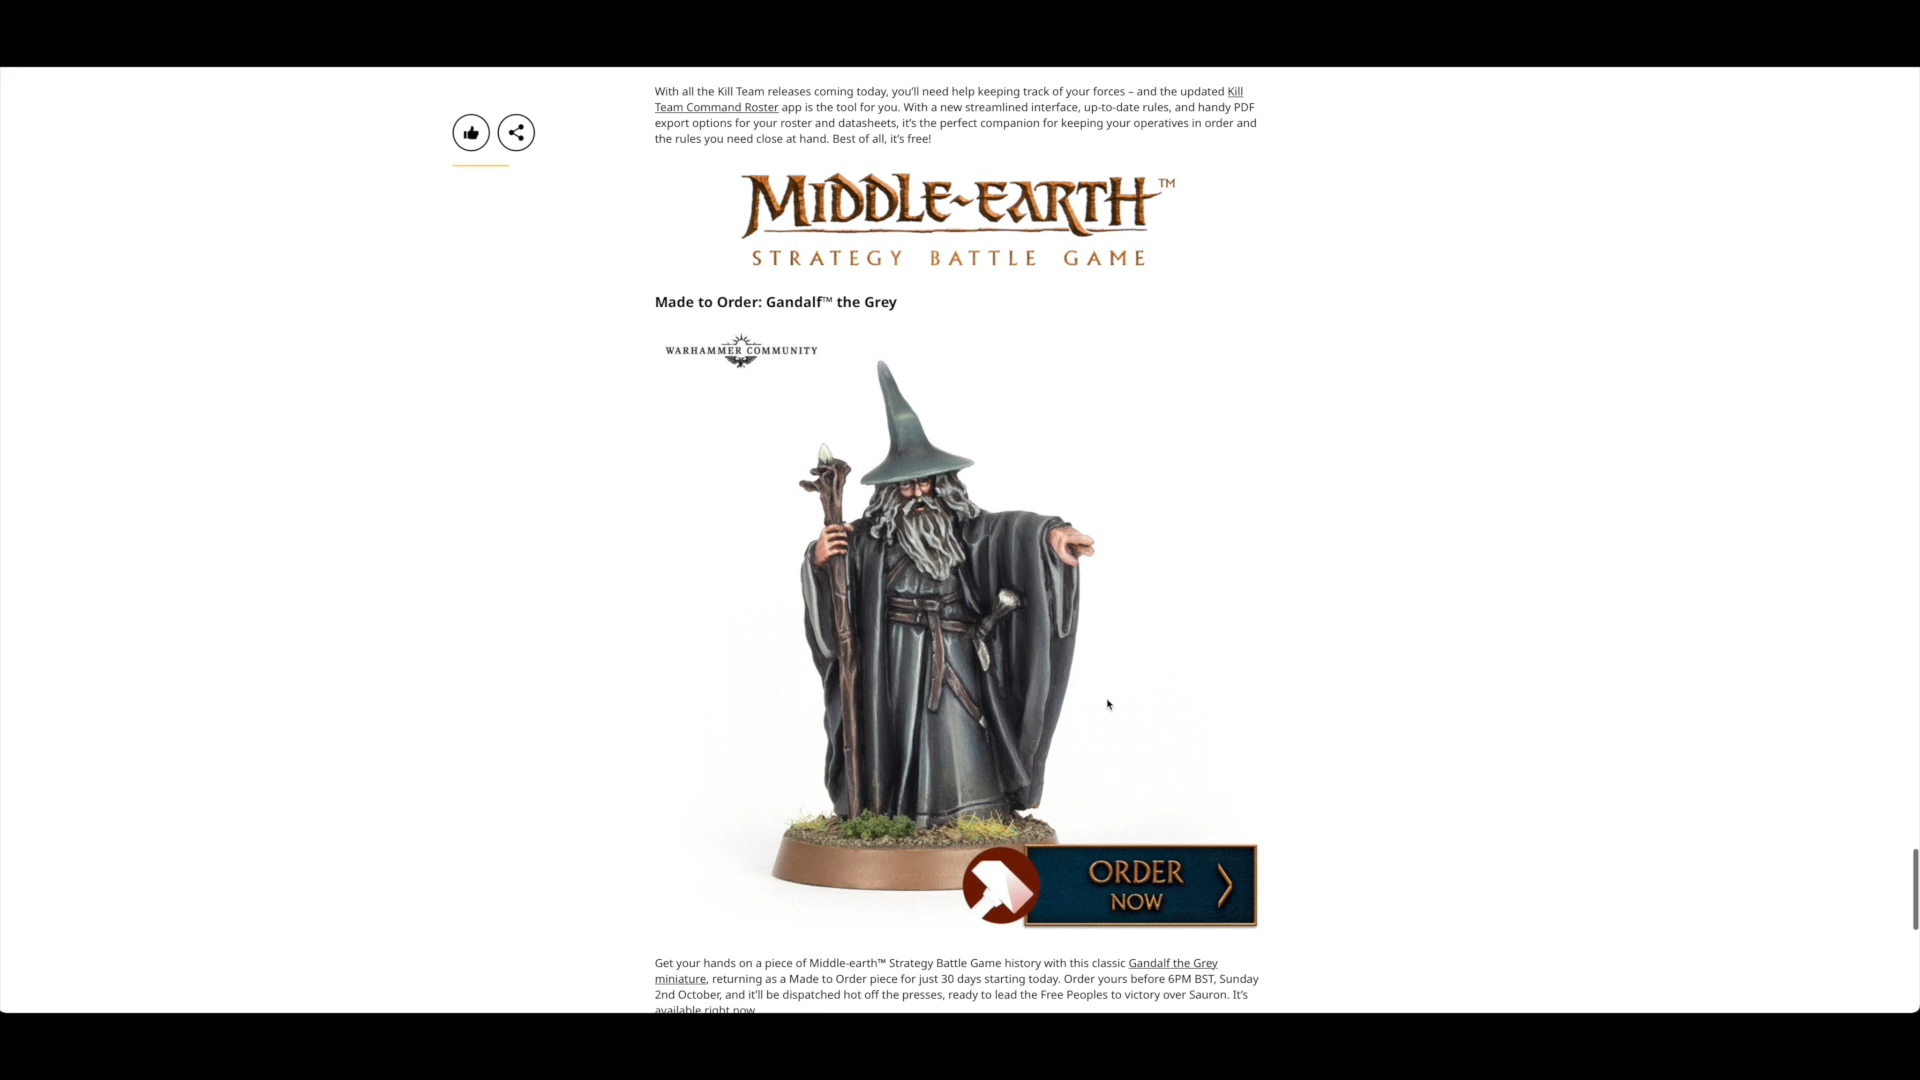 With all the Kill Team releases coming today, you’ll need help keeping track of your forces – and the updated Kill
Team Command Roster app is the tool for you. With a new streamlined interface, up-to-date rules, and handy PDF
export options for your roster and datasheets, it’s the perfect companion for keeping your operatives in order and
the rules you need close at hand. Best of all, it’s free!
MIDDLE-EARTH™
STRATEGY BATTLE GAME
Made to Order: Gandalf™ the Grey
WARHAMMER COMMUNITY
ORDER
NOW
Get your hands on a piece of Middle-earth™ Strategy Battle Game history with this classic Gandalf the Grey
miniature, returning as a Made to Order piece for just 30 days starting today. Order yours before 6PM BST, Sunday
2nd October, and it’ll be dispatched hot off the presses, ready to lead the Free Peoples to victory over Sauron. It’s
available right now